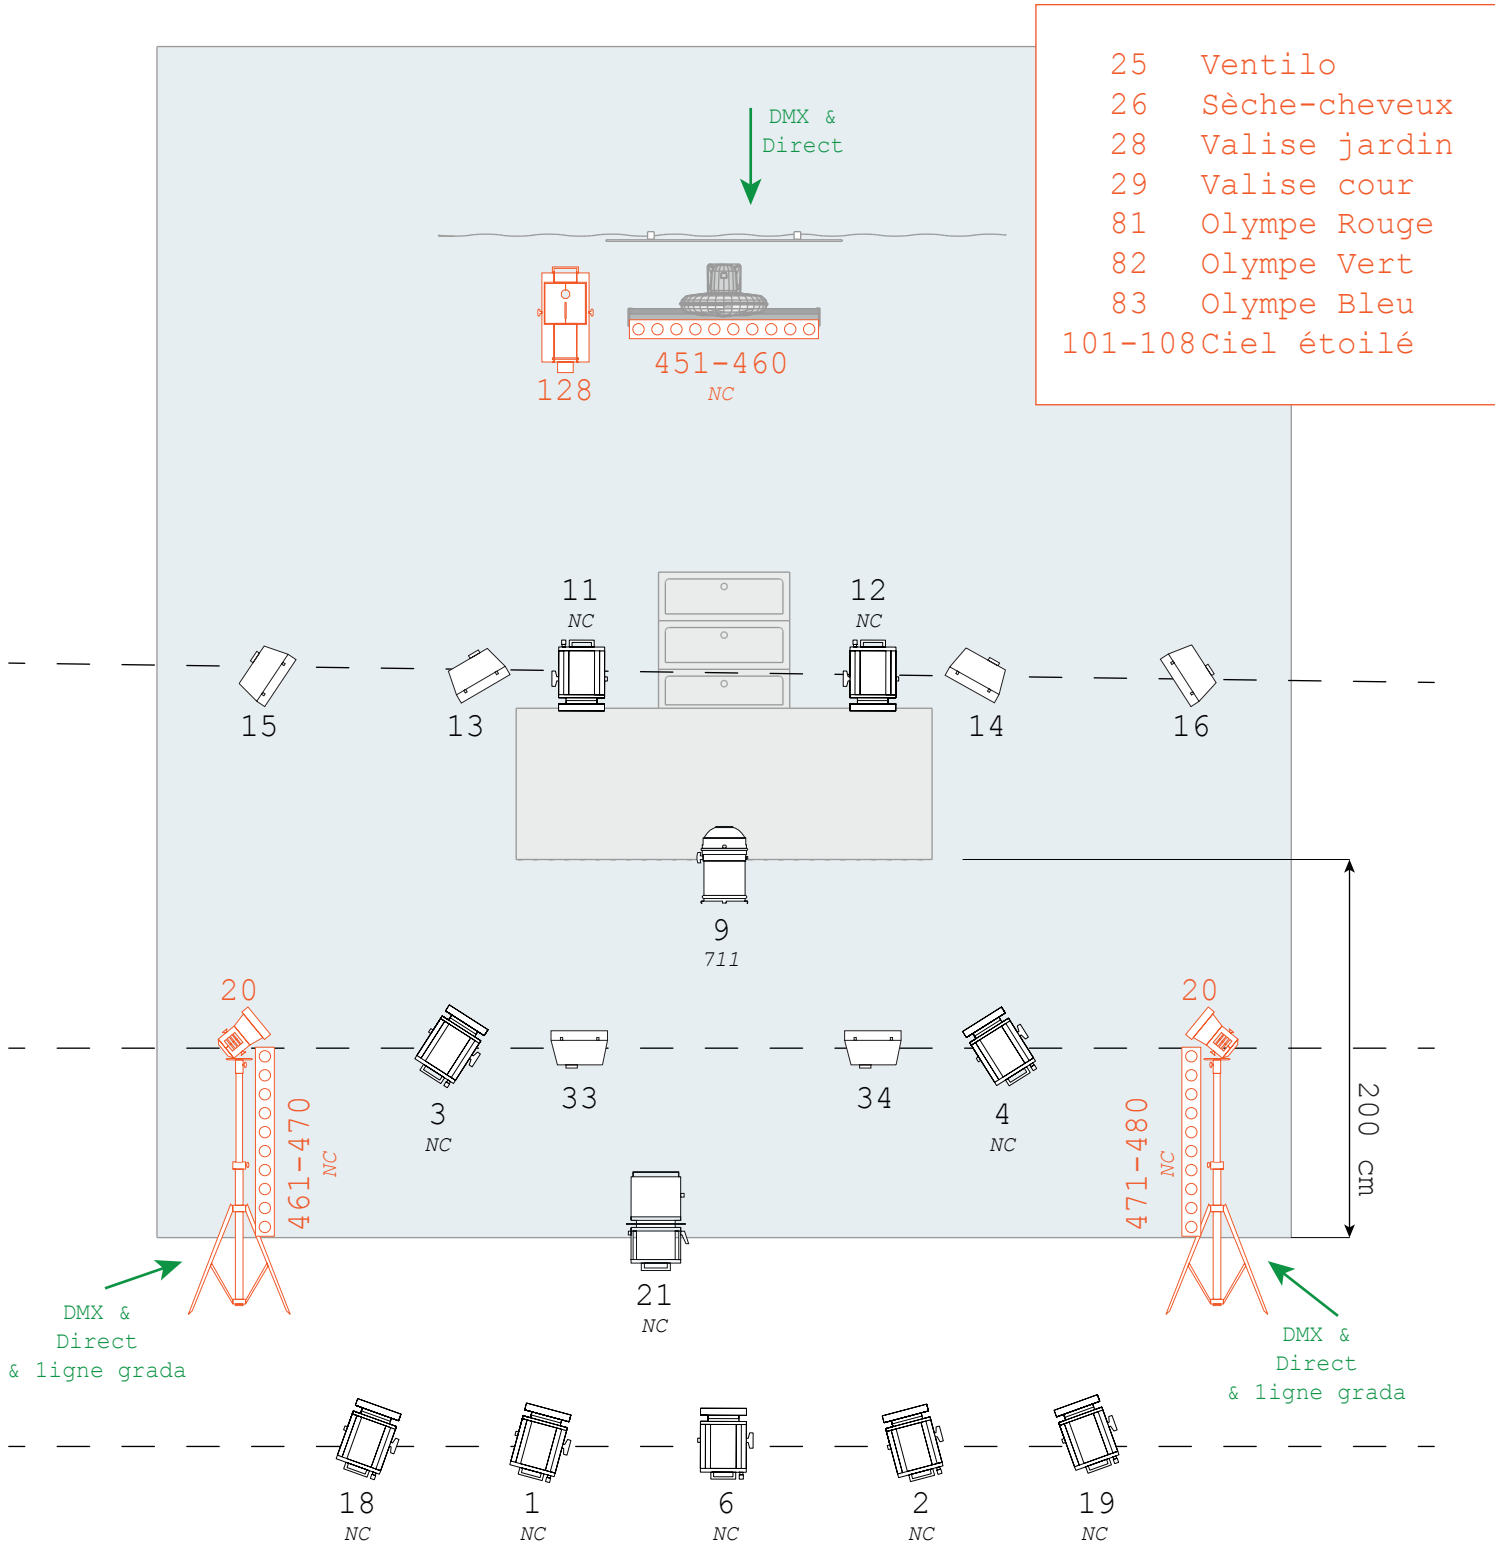 25 Ventilo
26 Sèche-cheveux
28 Valise jardin
29 Valise cour
81 Olympe Rouge
82 Olympe Vert
83 Olympe Bleu
101-108 Ciel étoilé
DMX &
Direct
128
451-460
NC
11
NC
12
NC
15
13
14
16
9
711
20
20
3
NC
33
34
4
NC
461-470
NC
471-480
NC
200 cm
21
NC
DMX &
Direct
& 1igne grada
DMX &
Direct
& 1igne grada
18
NC
1
NC
6
NC
2
NC
19
NC